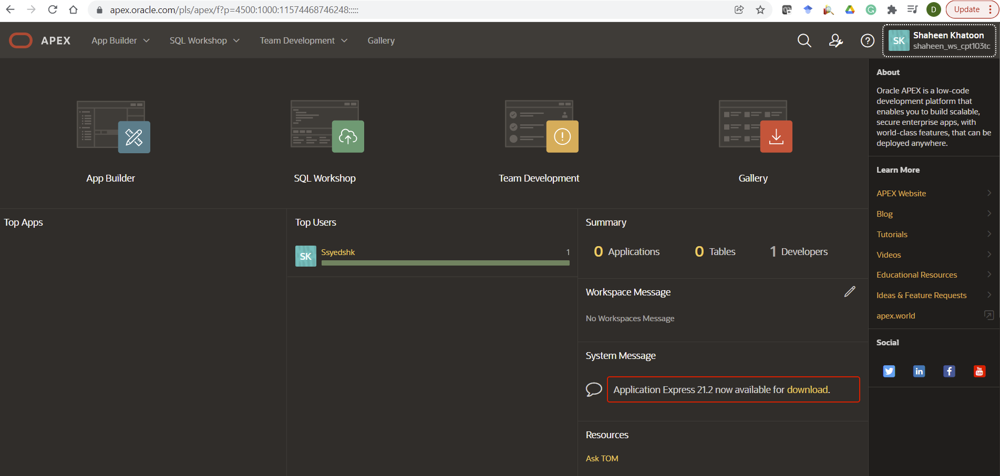 apex.oracle.com/pls/apex/f?p=4500:1000:11574468746248:::::
D
Update
APEX
App Builder
SQL Workshop
Team Development
Gallery
SK
Shaheen Khatoon
shaheen_ws_cpt103tc
App Builder
SQL Workshop
Team Development
Gallery
Top Apps
Top Users
SK
Ssyedshk
1
Summary
0 Applications
0 Tables
1 Developers
Workspace Message
No Workspaces Message
System Message
Application Express 21.2 now available for download.
Resources
Ask TOM
About
Oracle APEX is a low-code
development platform that
enables you to build scalable,
secure enterprise apps, with
world-class features, that can be
deployed anywhere.
Learn More
APEX Website
Blog
Tutorials
Videos
Educational Resources
Ideas & Feature Requests
apex.world
Social